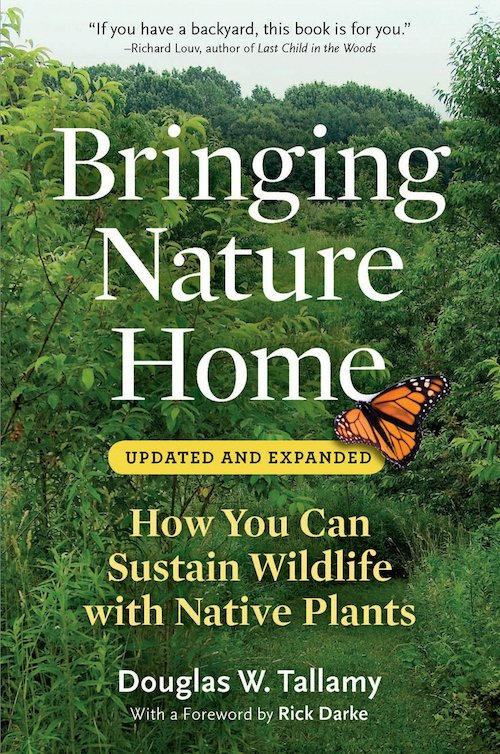 “If you have a backyard, this book is for you.”
–Richard Louv, author of Last Child in the Woods
Bringing
Nature
Home
UPDATED AND EXPANDED
How You Can
Sustain Wildlife
with Native Plants
Douglas W. Tallamy
With a Foreword by Rick Darke